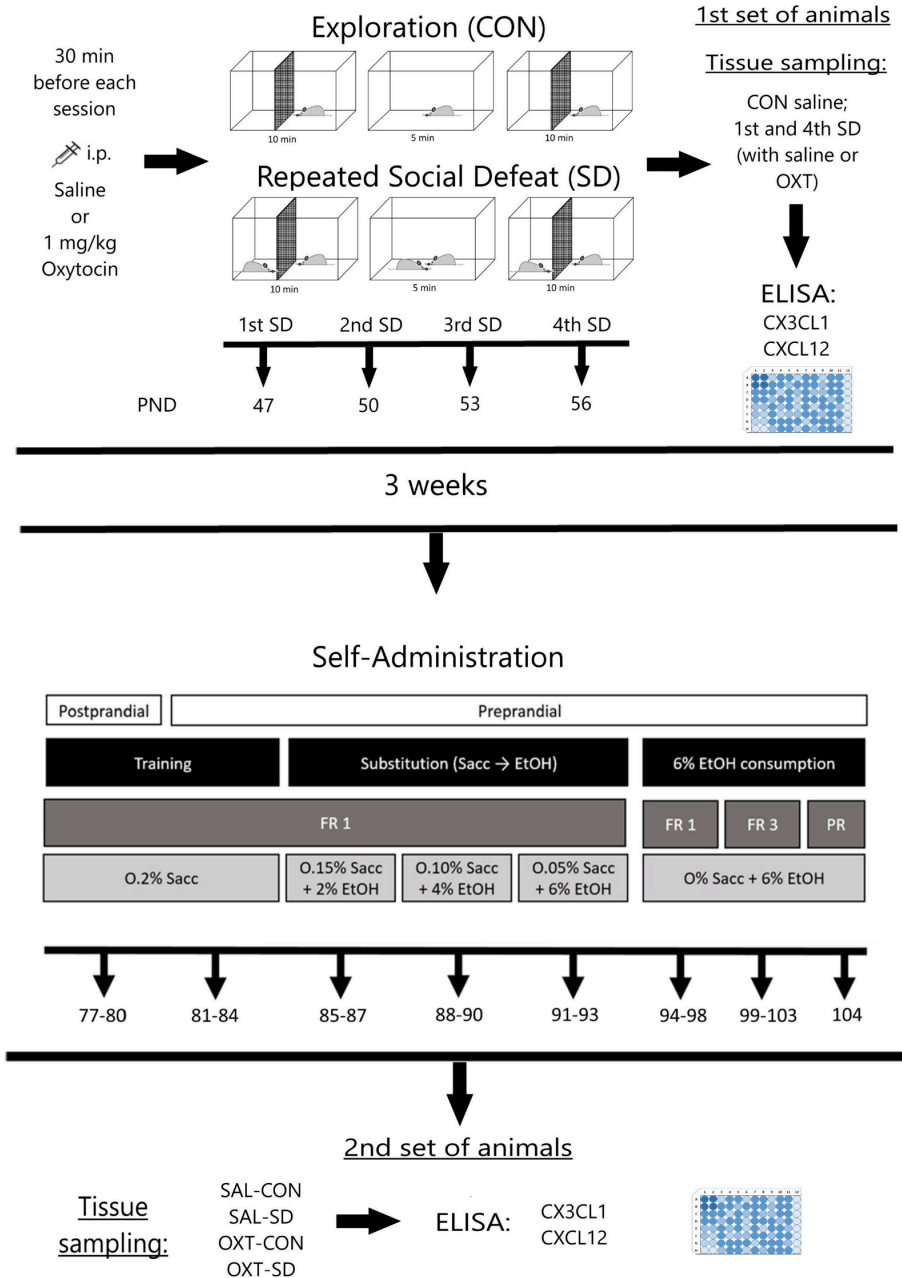 Exploration (CON)
10 min
5 min
10 min
30 min
before each
session
i.p.
Saline
or
1 mg/kg
Oxytocin
Repeated Social Defeat (SD)
10 min
5 min
10 min
1st SD
2nd SD
3rd SD
4th SD
PND
47
50
53
56
1st set of animals
Tissue sampling:
CON saline;
1st and 4th SD
(with saline or
OXT)
ELISA:
CX3CL1
CXCL12
3 weeks
Self-Administration
Postprandial
Preprandial
Training
Substitution (Sacc → EtOH)
6% EtOH consumption
FR 1
FR 1
FR 3
PR
O.2% Sacc
O.15% Sacc
+ 2% EtOH
O.10% Sacc
+ 4% EtOH
O.05% Sacc
+ 6% EtOH
O% Sacc + 6% EtOH
77-80
81-84
85-87
88-90
91-93
94-98
99-103
104
2nd set of animals
Tissue
sampling:
SAL-CON
SAL-SD
OXT-CON
OXT-SD
ELISA:
CX3CL1
CXCL12